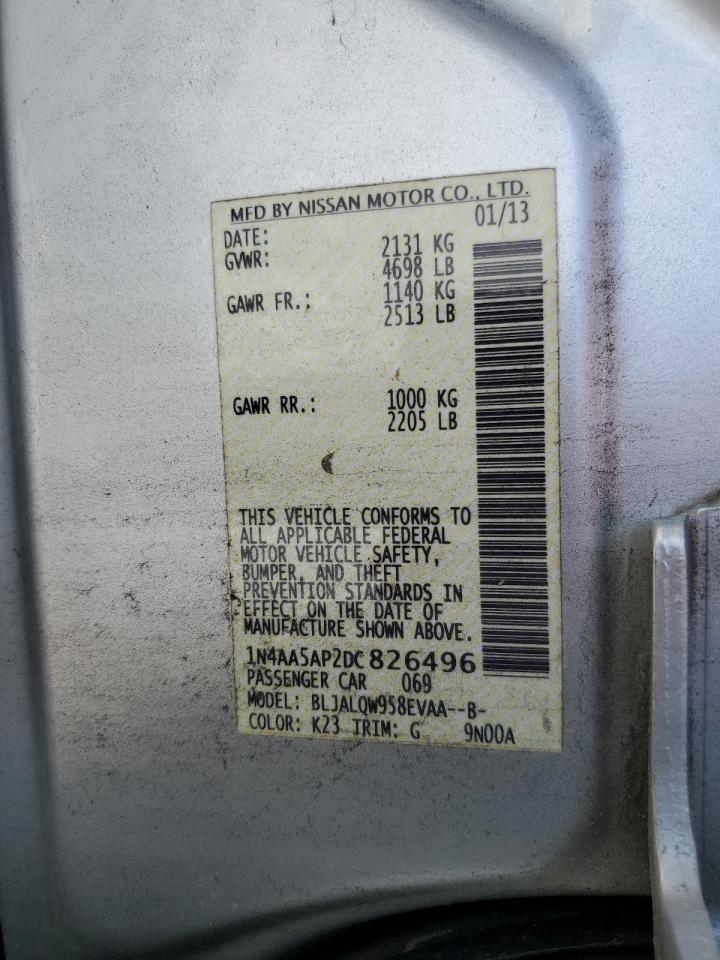 MFD BY NISSAN MOTOR CO., LTD.
DATE: 01/13
GVWR: 2131 KG
4698 LB
GAWR FR.: 1140 KG
2513 LB
GAWR RR.: 1000 KG
2205 LB
THIS VEHICLE CONFORMS TO
ALL APPLICABLE FEDERAL
MOTOR VEHICLE SAFETY,
BUMPER, AND THEFT
PREVENTION STANDARDS IN
EFFECT ON THE DATE OF
MANUFACTURE SHOWN ABOVE.
1N4AA5AP2DC826496
PASSENGER CAR 069
MODEL: BLJALQW958EVAA--B-
COLOR: K23 TRIM: G 9N00A